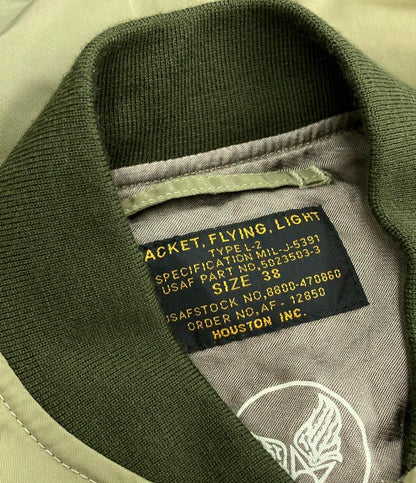 JACKET, FLYING, LIGHT
TYPE L-2
SPECIFICATION MIL-J-5391
USAF PART NO, 5023503-3
SIZE 38
USAFSTOCK NO, 8800-470860
ORDER NO, AF - 12850
HOUSTON INC.